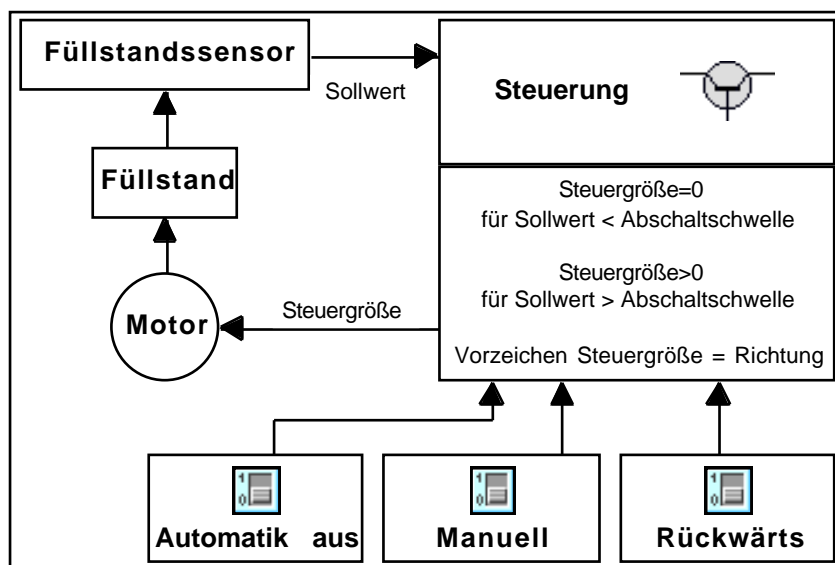 Füllstandssensor
Sollwert
Steuerung
Füllstand
Steuergröße=0
für Sollwert < Abschaltschwelle
Steuergröße>0
für Sollwert > Abschaltschwelle
Motor
Steuergröße
Vorzeichen Steuergröße = Richtung
1
0
1
0
1
0
Automatik aus
Manuell
Rückwärts